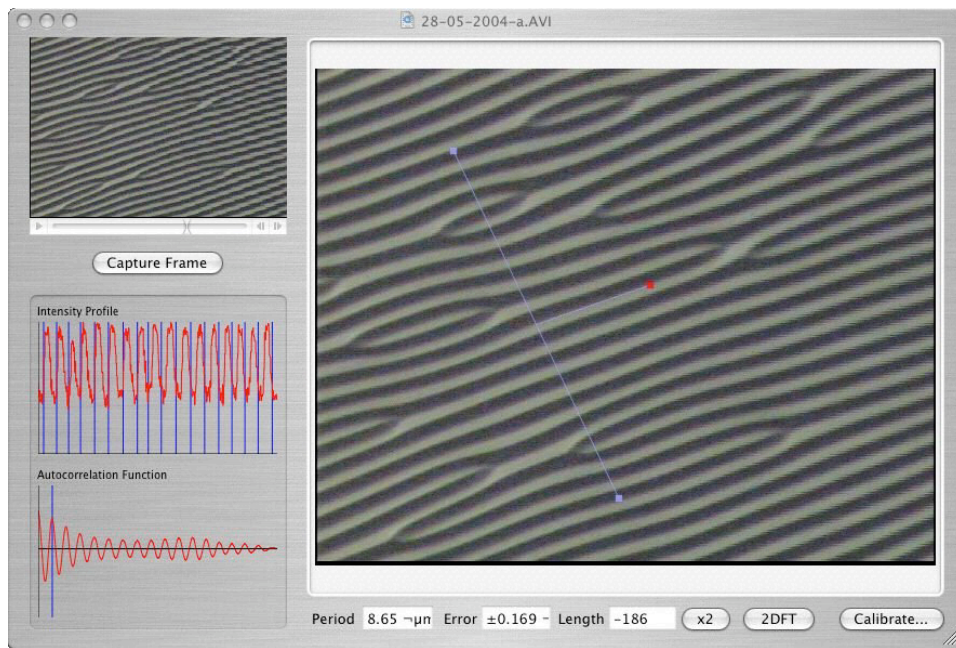 28-05-2004-a.AVI
Capture Frame
Intensity Profile
Autocorrelation Function
Period 8.65 ¬µm Error ±0.169 ¬ Length -186 x2 2DFT Calibrate...